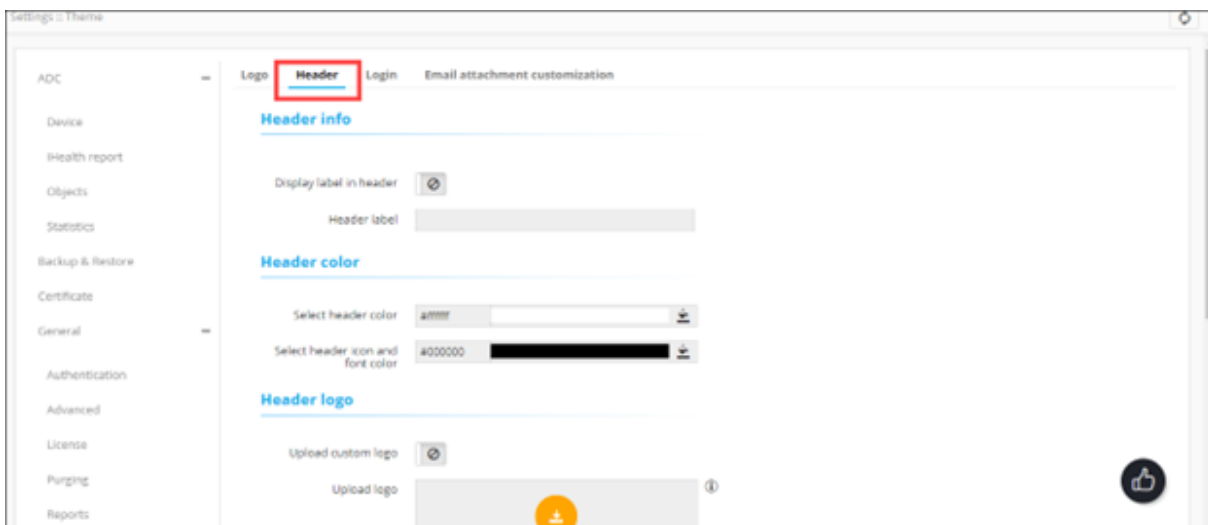 Settings :: Theme
ADC
Logo Header Login Email attachment customization
Header info
Device
IHealth report
Display label in header
Objects
Header label
Statistics
Header color
Backup & Restore
Certificate
Select header color
General
Select header icon and
font color
#000000
Header logo
Authentication
Advanced
License
Upload custom logo
Purging
Upload logo
Reports